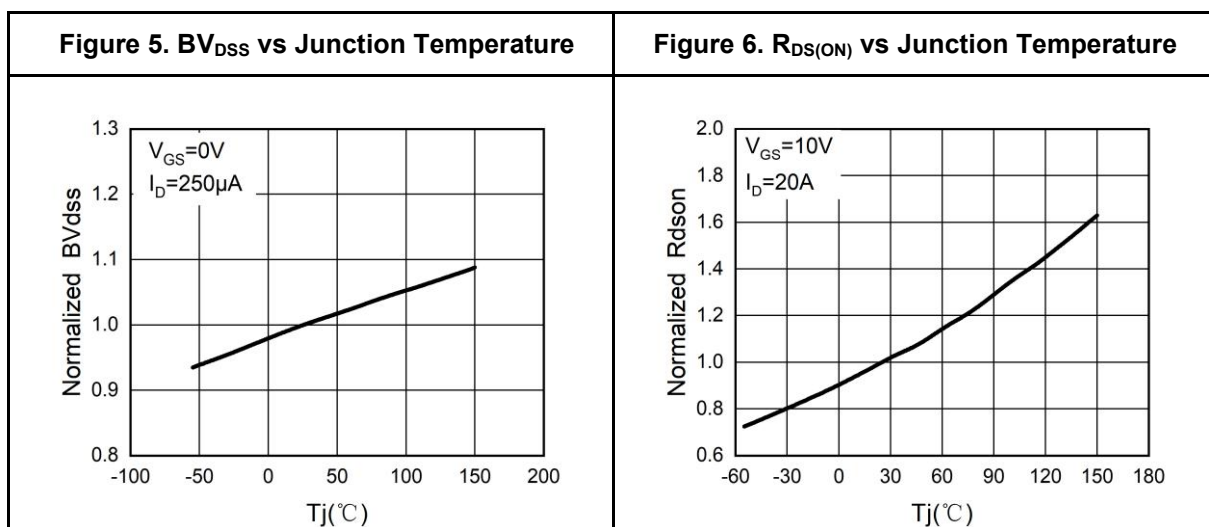 Figure 5. BVDSS vs Junction Temperature
Figure 6. RDS(ON) vs Junction Temperature
1.3
1.2
1.1
1.0
0.9
0.8
Normalized BVdss
VGS=0V
ID=250μA
-100 -50 0 50 100 150 200
Tj(℃)
2.0
1.8
1.6
1.4
1.2
1.0
0.8
0.6
Normalized Rdson
VGS=10V
ID=20A
-60 -30 0 30 60 90 120 150 180
Tj(℃)